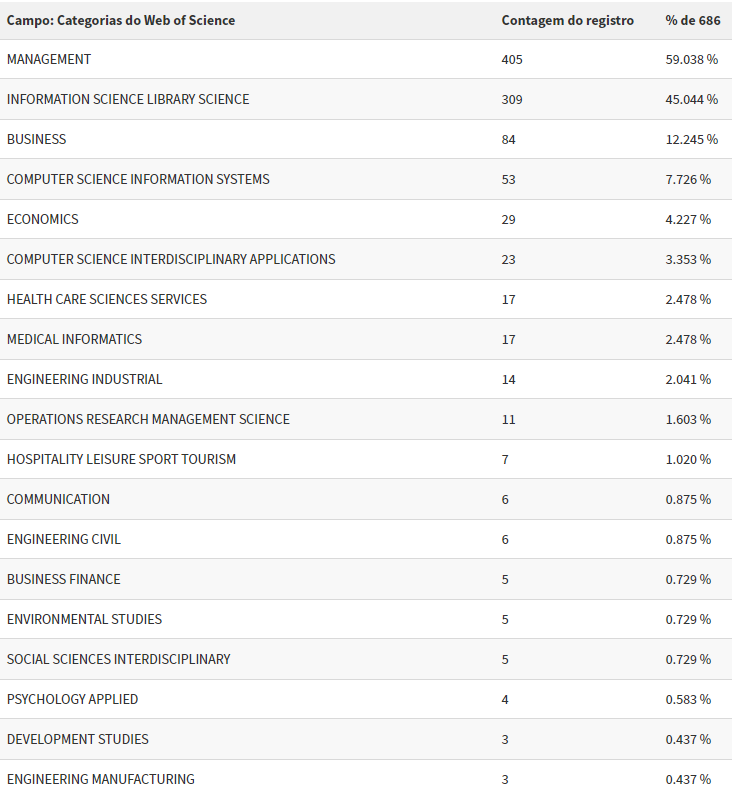 Campo: Categorias do Web of Science Contagem do registro % de 686
MANAGEMENT 405 59.038 %
INFORMATION SCIENCE LIBRARY SCIENCE 309 45.044 %
BUSINESS 84 12.245 %
COMPUTER SCIENCE INFORMATION SYSTEMS 53 7.726 %
ECONOMICS 29 4.227 %
COMPUTER SCIENCE INTERDISCIPLINARY APPLICATIONS 23 3.353 %
HEALTH CARE SCIENCES SERVICES 17 2.478 %
MEDICAL INFORMATICS 17 2.478 %
ENGINEERING INDUSTRIAL 14 2.041 %
OPERATIONS RESEARCH MANAGEMENT SCIENCE 11 1.603 %
HOSPITALITY LEISURE SPORT TOURISM 7 1.020 %
COMMUNICATION 6 0.875 %
ENGINEERING CIVIL 6 0.875 %
BUSINESS FINANCE 5 0.729 %
ENVIRONMENTAL STUDIES 5 0.729 %
SOCIAL SCIENCES INTERDISCIPLINARY 5 0.729 %
PSYCHOLOGY APPLIED 4 0.583 %
DEVELOPMENT STUDIES 3 0.437 %
ENGINEERING MANUFACTURING 3 0.437 %